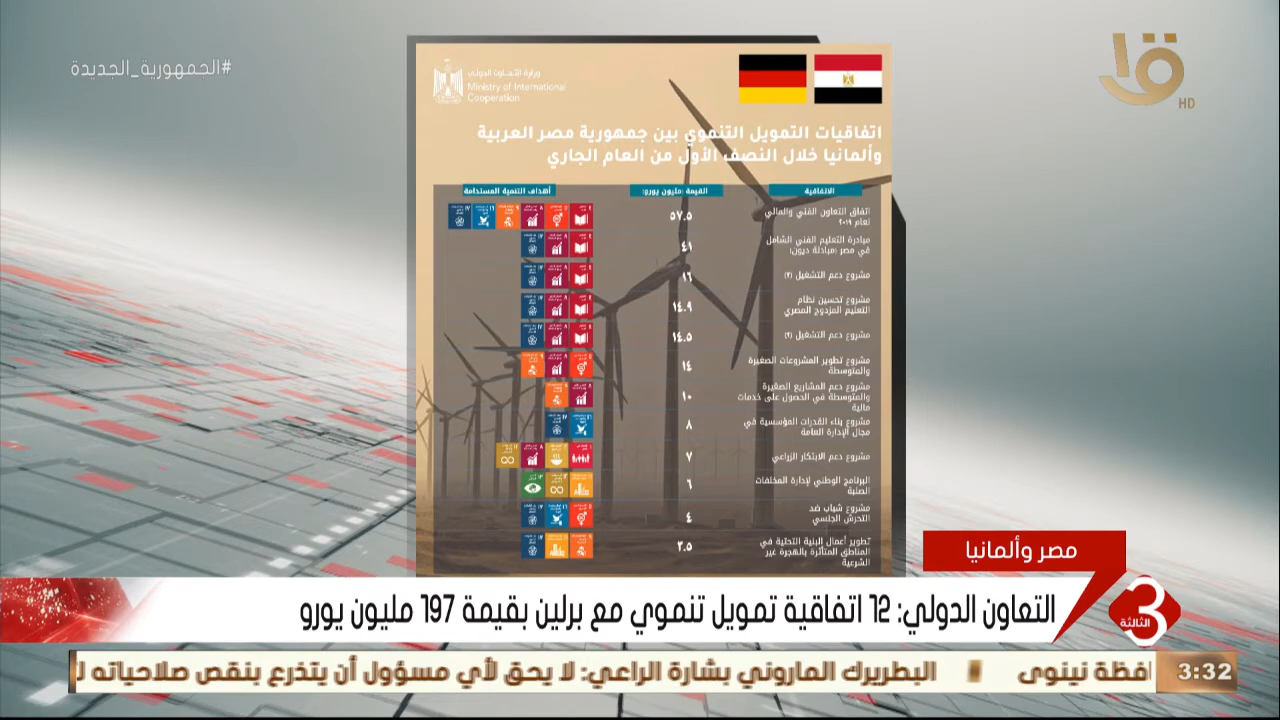 #الجمهورية_الجديدة
HD
وزارة التعاون الدولي
Ministry of International
Cooperation
اتفاقيات التمويل التنموي بين جمهورية مصر العربية
وألمانيا خلال النصف الأول من العام الجاري
الاتفاقية
القيمة (مليون يورو)
أهداف التنمية المستدامة
اتفاق التعاون الفني والمالي
لعام ٢٠١٩
٥٧.٥
مبادرة التعليم الفني الشامل
في مصر (مبادلة ديون)
٤١
مشروع دعم التشغيل (٣)
١٦
مشروع تحسين نظام
التعليم المزدوج المصري
١٤.٩
مشروع دعم التشغيل (٢)
١٤.٥
مشروع تطوير المشروعات الصغيرة
والمتوسطة
١٤
مشروع دعم المشاريع الصغيرة
والمتوسطة في الحصول على خدمات
مالية
١٠
مشروع بناء القدرات المؤسسية في
مجال الإدارة العامة
٨
مشروع دعم الابتكار الزراعي
٧
البرنامج الوطني لإدارة المخلفات
الصلبة
٦
مشروع شباب ضد
التحرش الجنسي
٤
تطوير أعمال البنية التحتية في
المناطق المتأثرة بالهجرة غير
الشرعية
٣.٥
مصر وألمانيا
التعاون الدولي: 12 اتفاقية تمويل تنموي مع برلين بقيمة 197 مليون يورو
3
الثالثة
3:32
افظة نينوى
البطريرك الماروني بشارة الراعي: لا يحق لأي مسؤول أن يتذرع بنقص صلاحياته ل